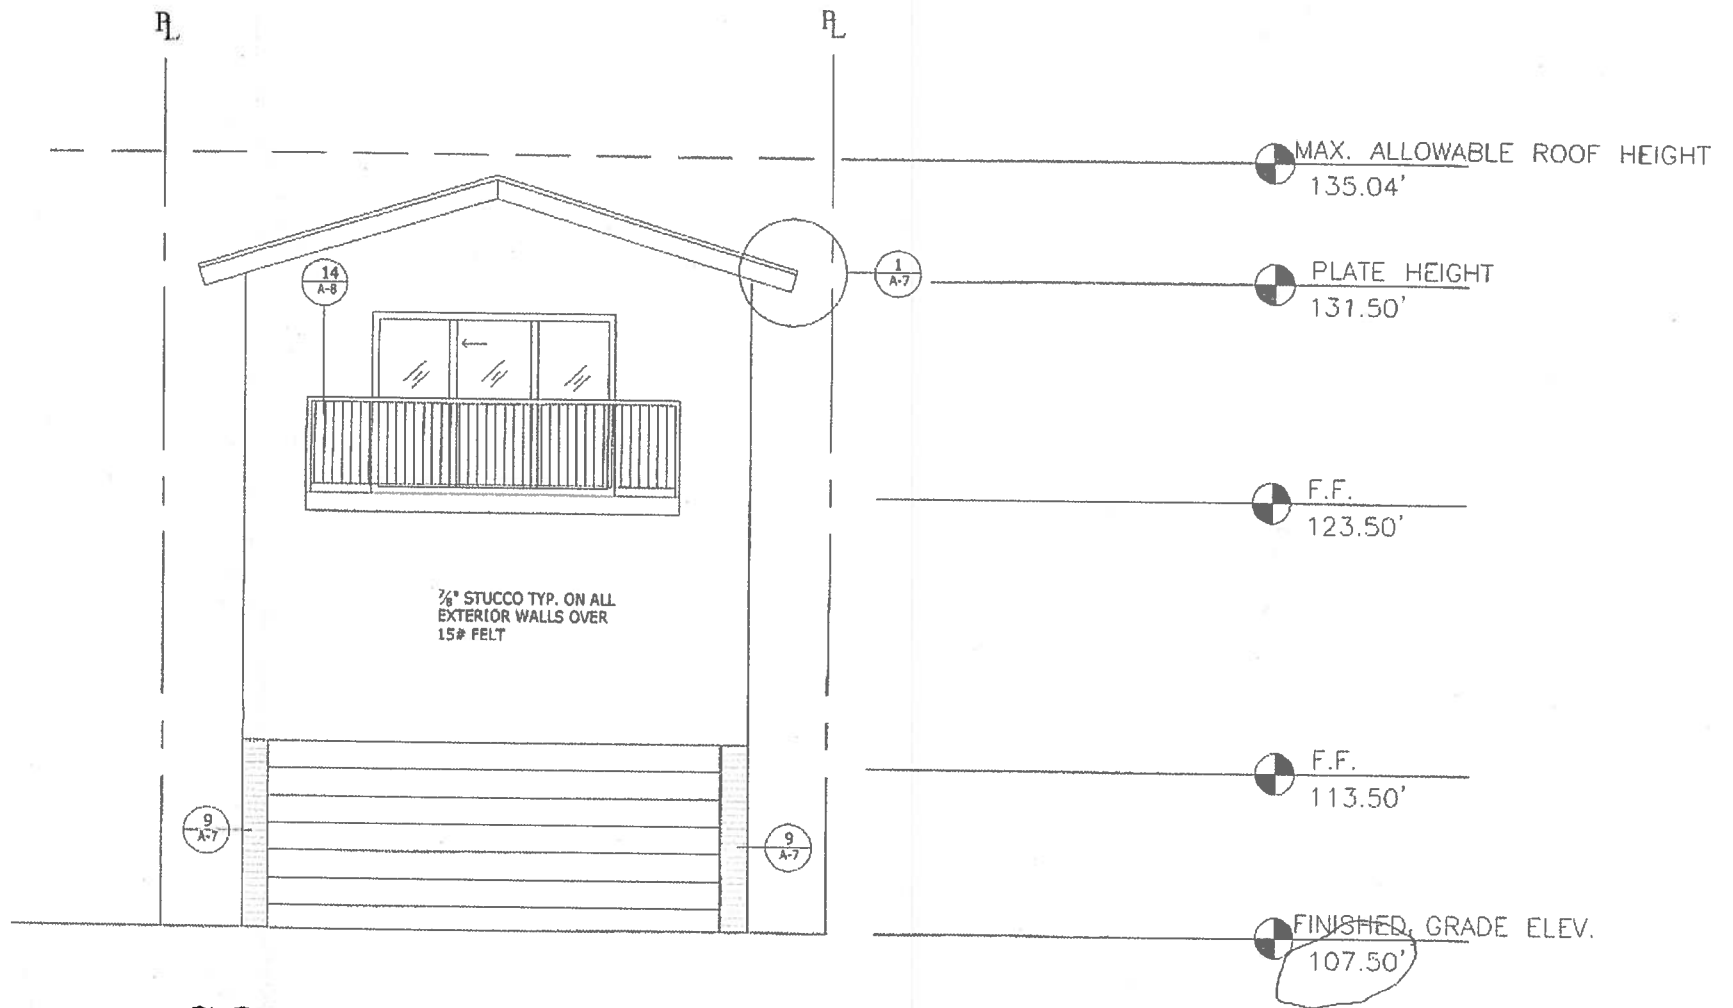 PL
PL
MAX. ALLOWABLE ROOF HEIGHT
135.04'
14
A-8
1
A-7
PLATE HEIGHT
131.50'
F.F.
123.50'
⅞" STUCCO TYP. ON ALL
EXTERIOR WALLS OVER
15# FELT
F.F.
113.50'
9
A-7
9
A-7
FINISHED GRADE ELEV.
107.50'